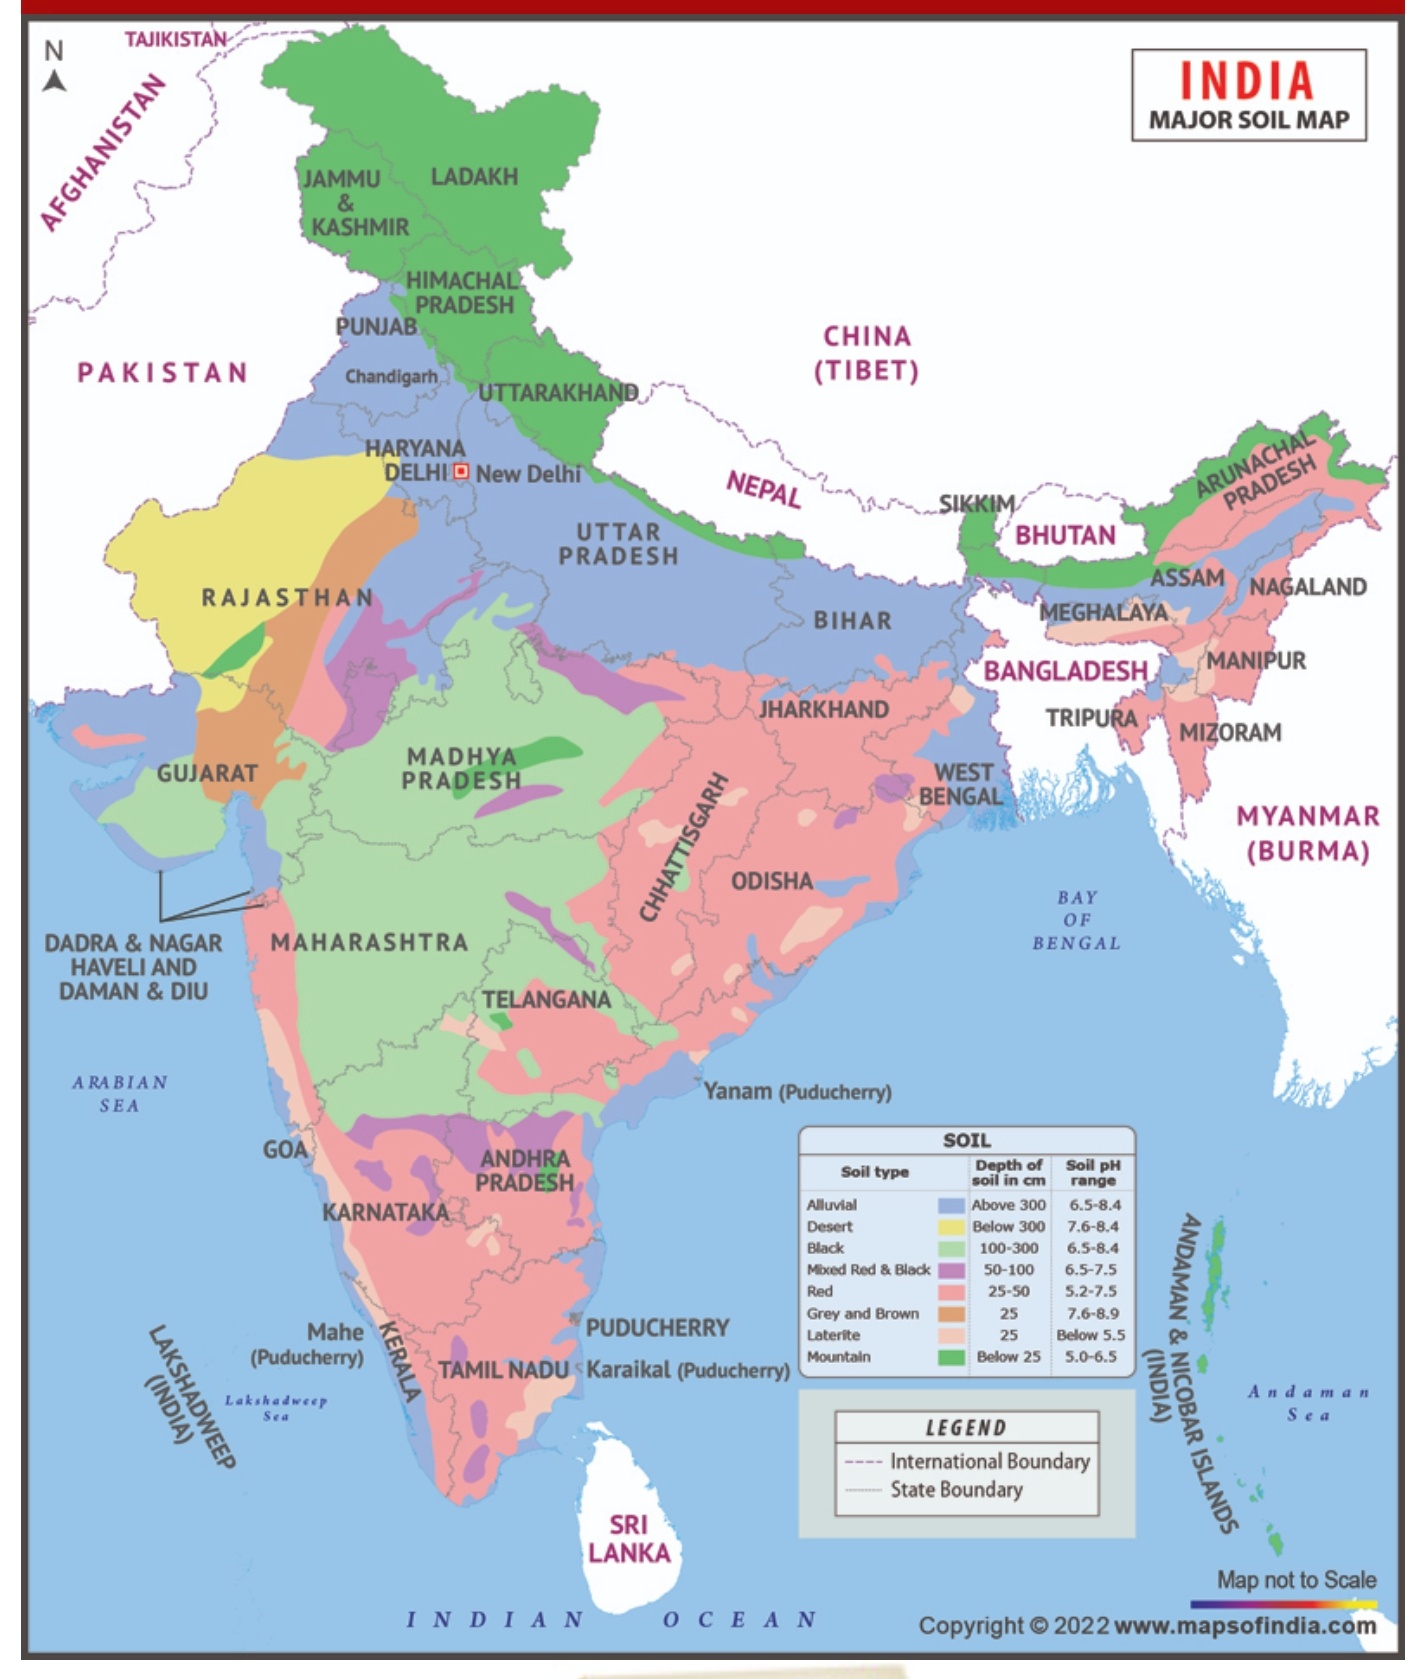 TAJIKISTAN
N
AFGHANISTAN
INDIA
MAJOR SOIL MAP
JAMMU
&
KASHMIR
LADAKH
HIMACHAL
PRADESH
PUNJAB
CHINA
(TIBET)
PAKISTAN
Chandigarh
UTTARAKHAND
HARYANA
DELHI
New Delhi
NEPAL
SIKKIM
BHUTAN
ARUNACHAL
PRADESH
UTTAR
PRADESH
ASSAM
NAGALAND
RAJASTHAN
BIHAR
MEGHALAYA
BANGLADESH
MANIPUR
JHARKHAND
TRIPURA
MIZORAM
GUJARAT
MADHYA
PRADESH
WEST
BENGAL
MYANMAR
(BURMA)
CHHATTISGARH
ODISHA
BAY
OF
BENGAL
DADRA & NAGAR
HAVELI AND
DAMAN & DIU
MAHARASHTRA
TELANGANA
ARABIAN
SEA
Yanam (Puducherry)
GOA
ANDHRA
PRADESH
KARNATAKA
SOIL
Soil type
Depth of
soil in cm
Soil pH
range
Alluvial Above 300 6.5-8.4
Desert Below 300 7.6-8.4
Black 100-300 6.5-8.4
Mixed Red & Black 50-100 6.5-7.5
Red 25-50 5.2-7.5
Grey and Brown 25 7.6-8.9
Laterite 25 Below 5.5
Mountain Below 25 5.0-6.5
ANDAMAN & NICOBAR ISLANDS
(INDIA)
Mahe
(Puducherry)
KERALA
PUDUCHERRY
TAMIL NADU
Karaikal (Puducherry)
LAKSHADWEEP
(INDIA)
Lakshadweep
Sea
Andaman
Sea
LEGEND
International Boundary
State Boundary
SRI
LANKA
Map not to Scale
INDIAN OCEAN
Copyright © 2022 www.mapsofindia.com